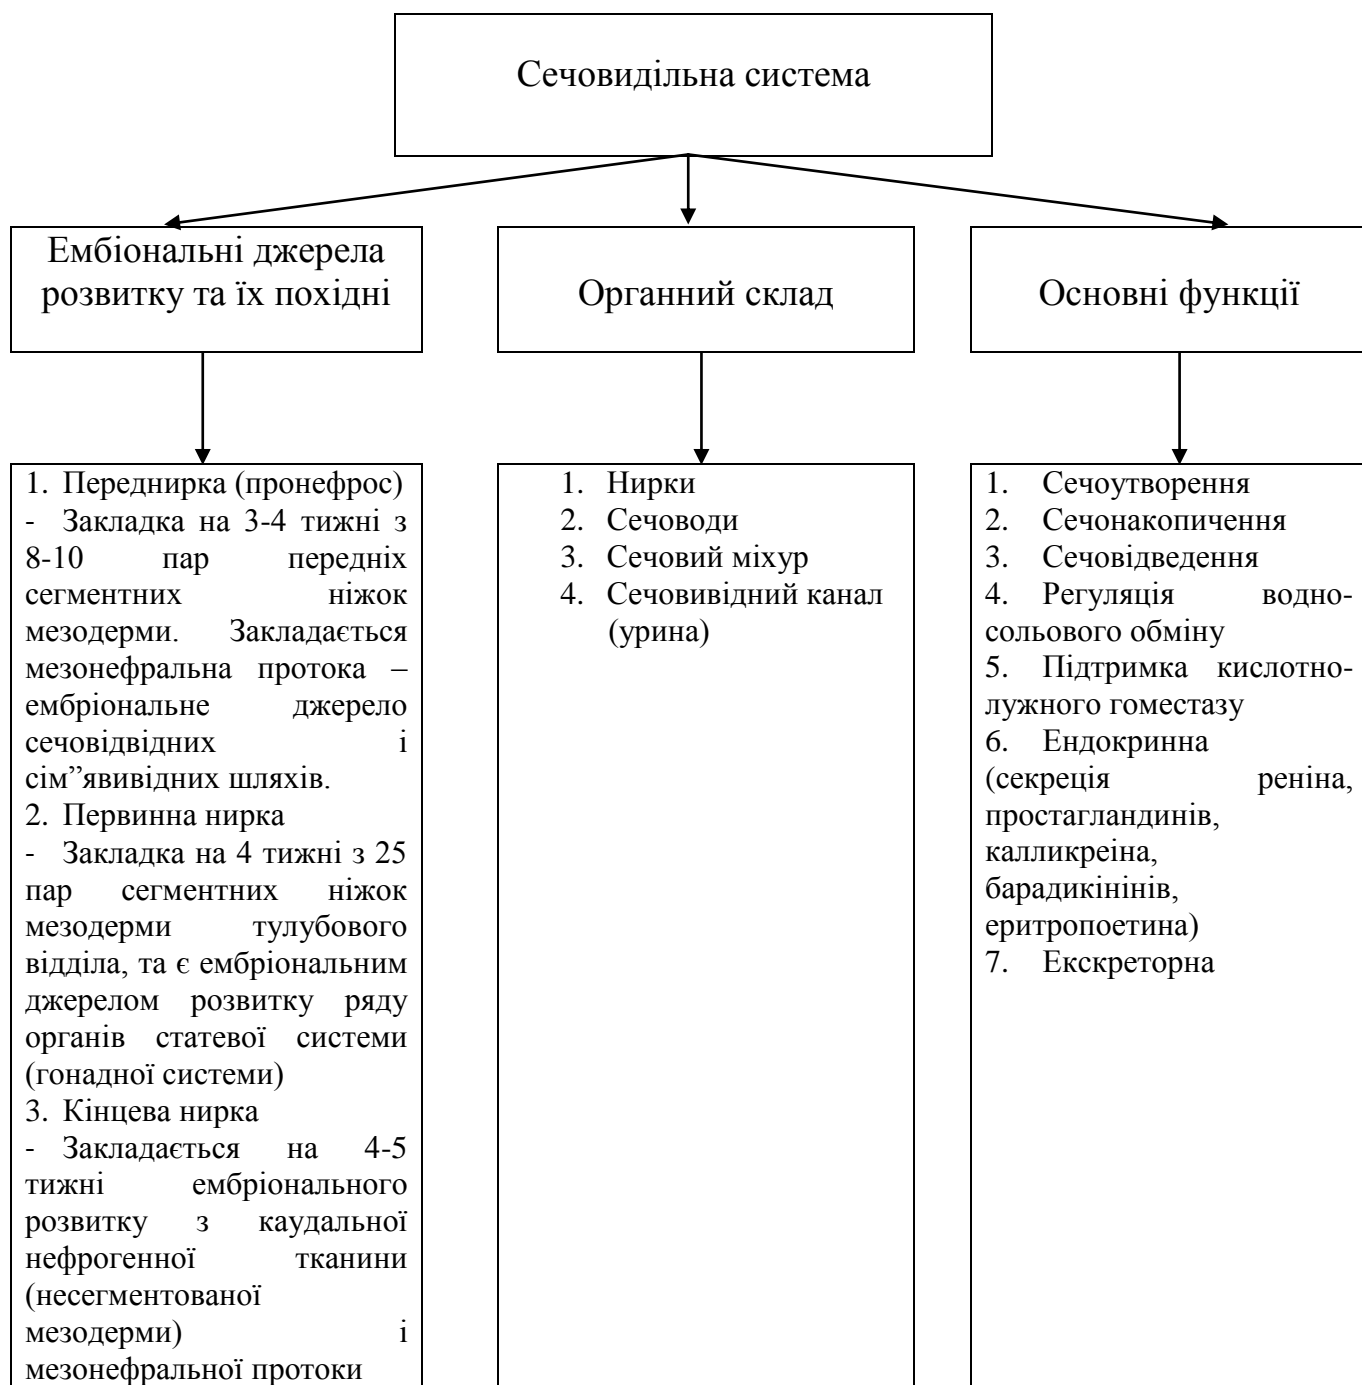 Сечовидільна система
Ембіональні джерела
розвитку та їх похідні
Органний склад
Основні функції
1. Переднирка (пронефрос)
- Закладка на 3-4 тижні з
8-10 пар передніх
сегментних ніжок
мезодерми. Закладається
мезонефральна протока –
ембріональне джерело
сечовідвідних і
сім”явивідних шляхів.
2. Первинна нирка
- Закладка на 4 тижні з 25
пар сегментних ніжок
мезодерми тулубового
відділа, та є ембріональним
джерелом розвитку ряду
органів статевої системи
(гонадної системи)
3. Кінцева нирка
- Закладається на 4-5
тижні ембріонального
розвитку з каудальної
нефрогенної тканини
(несегментованої
мезодерми) і
мезонефральної протоки
1. Нирки
2. Сечоводи
3. Сечовий міхур
4. Сечовивідний канал
(урина)
1. Сечоутворення
2. Сечонакопичення
3. Сечовідведення
4. Регуляція водно-
сольового обміну
5. Підтримка кислотно-
лужного гоместазу
6. Ендокринна
(секреція реніна,
простагландинів,
калликреіна,
барадикінінів,
еритропоетина)
7. Екскреторна